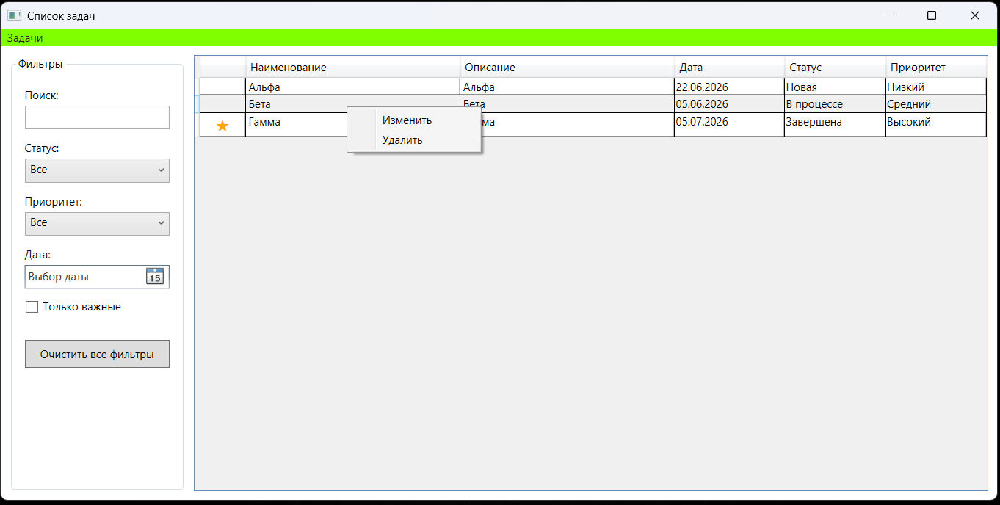 Список задач
Задачи
Фильтры
Поиск:
Статус:
Все
Приоритет:
Все
Дата:
Выбор даты 15
Только важные
Очистить все фильтры
Наименование Описание Дата Статус Приоритет
Альфа Альфа 22.06.2026 Новая Низкий
Бета Бета 05.06.2026 В процессе Средний
Гамма ма 05.07.2026 Завершена Высокий
Изменить
Удалить